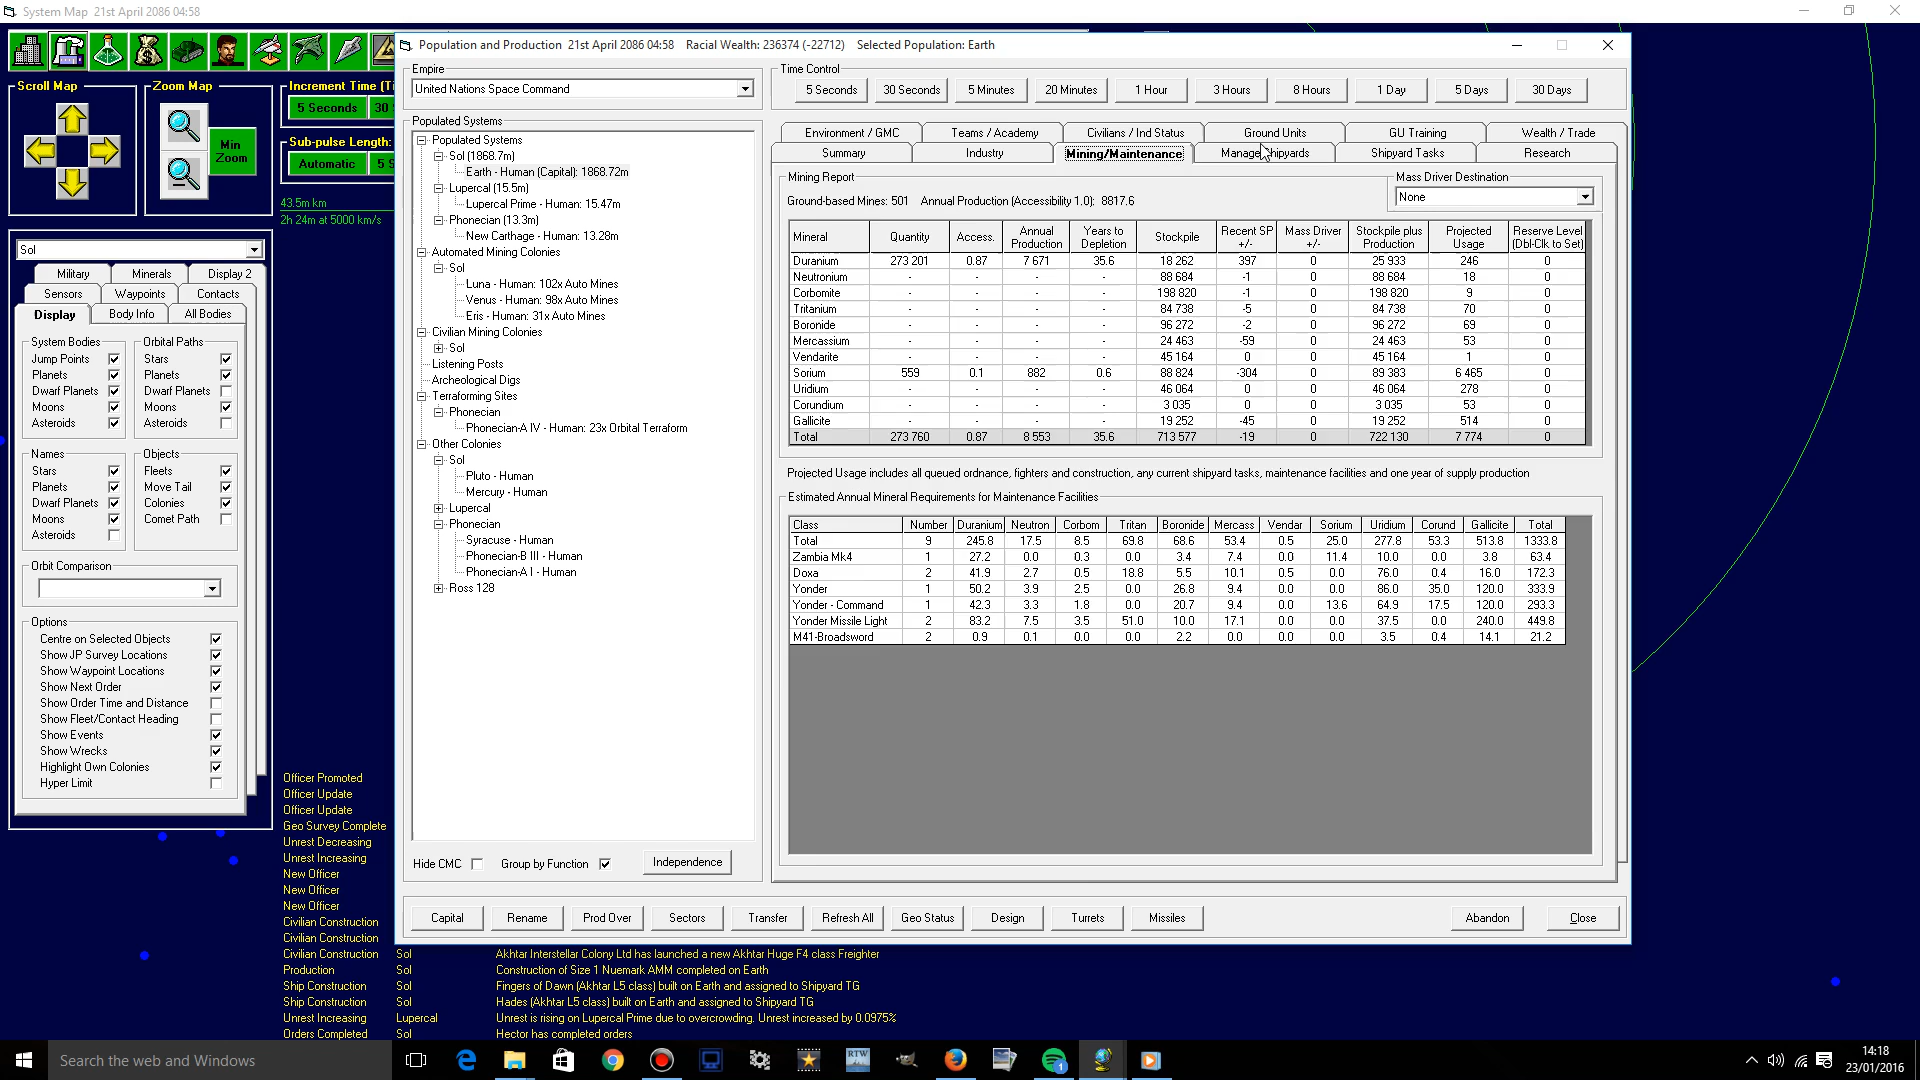 System Map  21st April 2086 04:58
Population and Production  21st April 2086 04:58  Racial Wealth: 236374 (-22712)  Selected Population: Earth
Scroll Map
Zoom Map
Min Zoom
Increment Time (Ti
5 Seconds
30
Sub-pulse Length:
Automatic
5 S
43.5m km
2h 24m at 5000 km/s
Sol
Military
Minerals
Display 2
Sensors
Waypoints
Contacts
Display
Body Info
All Bodies
System Bodies
Jump Points
Planets
Dwarf Planets
Moons
Asteroids
Orbital Paths
Stars
Planets
Dwarf Planets
Moons
Asteroids
Names
Stars
Planets
Dwarf Planets
Moons
Asteroids
Objects
Fleets
Move Tail
Colonies
Comet Path
Orbit Comparison
Options
Centre on Selected Objects
Show JP Survey Locations
Show Waypoint Locations
Show Next Order
Show Order Time and Distance
Show Fleet/Contact Heading
Show Events
Show Wrecks
Highlight Own Colonies
Hyper Limit
Empire
United Nations Space Command
Populated Systems
Populated Systems
Sol (1868.7m)
Earth - Human (Capital): 1868.72m
Lupercal (15.5m)
Lupercal Prime - Human: 15.47m
Phonecian (13.3m)
New Carthage - Human: 13.28m
Automated Mining Colonies
Sol
Luna - Human: 102x Auto Mines
Venus - Human: 98x Auto Mines
Eris - Human: 31x Auto Mines
Civilian Mining Colonies
Sol
Listening Posts
Archeological Digs
Terraforming Sites
Phonecian
Phonecian-A IV - Human: 23x Orbital Terraform
Other Colonies
Sol
Pluto - Human
Mercury - Human
Lupercal
Phonecian
Syracuse - Human
Phonecian-B III - Human
Phonecian-A I - Human
Ross 128
Hide CMC
Group by Function
Independence
Time Control
5 Seconds
30 Seconds
5 Minutes
20 Minutes
1 Hour
3 Hours
8 Hours
1 Day
5 Days
30 Days
Environment / GMC
Teams / Academy
Civilians / Ind Status
Ground Units
GU Training
Wealth / Trade
Summary
Industry
Mining/Maintenance
Shipyard Tasks
Research
Mining Report
Ground-based Mines: 501  Annual Production (Accessibility 1.0): 8817.6
Mass Driver Destination
None
Mineral Quantity Access. Annual Production Years to Depletion Stockpile Recent SP +/- Mass Driver +/- Stockpile plus Production Projected Usage Reserve Level (Dbl-Clk to Set)
Duranium 273 201 0.87 7 671 35.6 18 262 397 0 25 933 246 0
Neutronium - - - - 88 684 -1 0 88 684 18 0
Corbomite - - - - 198 820 -1 0 198 820 9 0
Tritanium - - - - 84 738 -5 0 84 738 70 0
Boronide - - - - 96 272 -2 0 96 272 69 0
Mercassium - - - - 24 463 -59 0 24 463 53 0
Vendarite - - - - 45 164 0 0 45 164 1 0
Sorium 559 0.1 882 0.6 88 824 -304 0 89 383 6 465 0
Uridium - - - - 46 064 0 0 46 064 278 0
Corundium - - - - 3 035 0 0 3 035 53 0
Gallicite - - - - 19 252 -45 0 19 252 514 0
Total 273 760 0.87 8 553 35.6 713 577 -19 0 722 130 7 774 0
Projected Usage includes all queued ordnance, fighters and construction, any current shipyard tasks, maintenance facilities and one year of supply production
Estimated Annual Mineral Requirements for Maintenance Facilities
Class Number Duranium Neutron Corbom Tritan Boronide Mercass Vendar Sorium Uridium Corund Gallicite Total
Total 9 245.8 17.5 8.5 69.8 68.6 53.4 0.5 25.0 277.8 53.3 513.8 1333.8
Zambia Mk4 1 27.2 0.0 0.3 0.0 3.4 7.4 0.0 11.4 10.0 0.0 3.8 63.4
Doxa 2 41.9 2.7 0.5 18.8 5.5 10.1 0.5 0.0 76.0 0.4 16.0 172.3
Yonder 1 50.2 3.9 2.5 0.0 26.8 9.4 0.0 0.0 86.0 35.0 120.0 333.9
Yonder - Command 1 42.3 3.3 1.8 0.0 20.7 9.4 0.0 13.6 64.9 17.5 120.0 293.3
Yonder Missile Light 2 83.2 7.5 3.5 51.0 10.0 17.1 0.0 0.0 37.5 0.0 240.0 449.8
M41-Broadsword 2 0.9 0.1 0.0 0.0 2.2 0.0 0.0 0.0 3.5 0.4 14.1 21.2
Capital
Rename
Prod Over
Sectors
Transfer
Refresh All
Geo Status
Design
Turrets
Missiles
Abandon
Close
Officer Promoted
Officer Update
Officer Update
Geo Survey Complete
Unrest Decreasing
Unrest Increasing
New Officer
New Officer
New Officer
Civilian Construction
Civilian Construction
Civilian Construction Sol Akhtar Interstellar Colony Ltd has launched a new Akhtar Huge F4 class Freighter
Production Sol Construction of Size 1 Nuemark AMM completed on Earth
Ship Construction Sol Fingers of Dawn (Akhtar L5 class) built on Earth and assigned to Shipyard TG
Ship Construction Sol Hades (Akhtar L5 class) built on Earth and assigned to Shipyard TG
Unrest Increasing Lupercal Unrest is rising on Lupercal Prime due to overcrowding. Unrest increased by 0.0975%
Orders Completed Sol Hector has completed orders
Search the web and Windows
RTW
1
14:18
23/01/2016